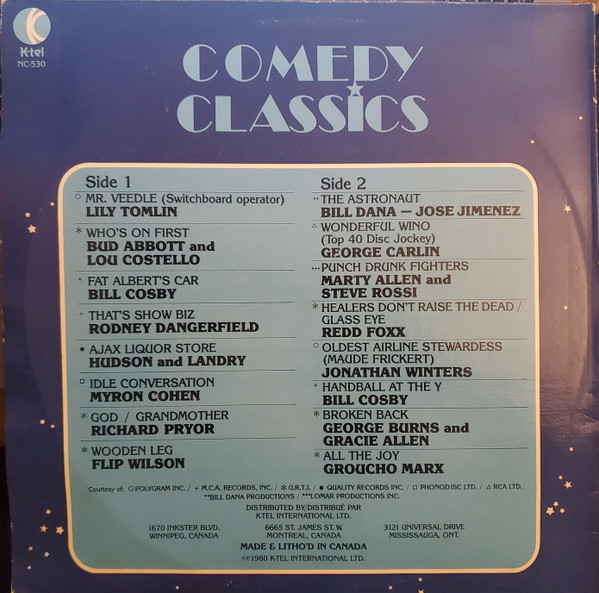 K-tel
NC-530
COMEDY
CLASSICS
Side 1
○ MR. VEEDLE (Switchboard operator)
LILY TOMLIN
* WHO'S ON FIRST
BUD ABBOTT and
LOU COSTELLO
+ FAT ALBERT'S CAR
BILL COSBY
+ THAT'S SHOW BIZ
RODNEY DANGERFIELD
● AJAX LIQUOR STORE
HUDSON and LANDRY
□ IDLE CONVERSATION
MYRON COHEN
* GOD / GRANDMOTHER
RICHARD PRYOR
* WOODEN LEG
FLIP WILSON
Side 2
** THE ASTRONAUT
BILL DANA — JOSE JIMENEZ
△ WONDERFUL WINO
(Top 40 Disc Jockey)
GEORGE CARLIN
*** PUNCH DRUNK FIGHTERS
MARTY ALLEN and
STEVE ROSSI
* HEALERS DON'T RAISE THE DEAD /
GLASS EYE
REDD FOXX
○ OLDEST AIRLINE STEWARDESS
(MAUDE FRICKERT)
JONATHAN WINTERS
+ HANDBALL AT THE Y
BILL COSBY
* BROKEN BACK
GEORGE BURNS and
GRACIE ALLEN
* ALL THE JOY
GROUCHO MARX
Courtesy of: ○ POLYGRAM INC. / + M.C.A. RECORDS, INC. / * U.R.T.I. / ● QUALITY RECORDS INC. / □ PHONODISC LTD. / △ RCA LTD.
**BILL DANA PRODUCTIONS / ***LOMAR PRODUCTIONS INC.
DISTRIBUTED BY/DISTRIBUÉ PAR
K-TEL INTERNATIONAL LTD.
1670 INKSTER BLVD. 6665 ST. JAMES ST. W. 3121 UNIVERSAL DRIVE
WINNIPEG, CANADA MONTREAL, CANADA MISSISSAUGA, ONT.
MADE & LITHO'D IN CANADA
©℗1980 K-TEL INTERNATIONAL LTD.